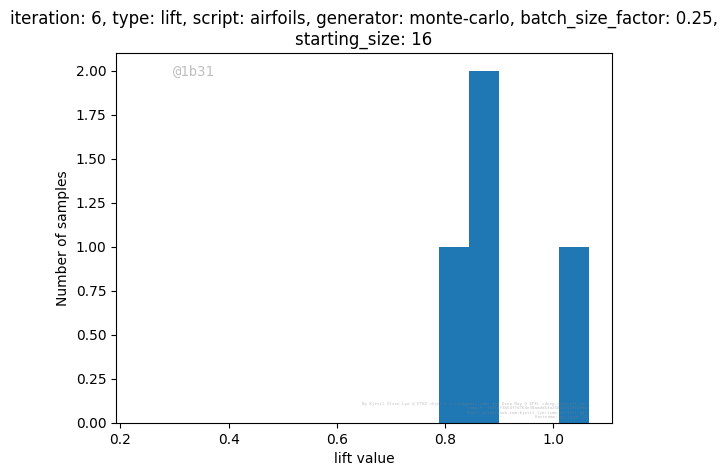 iteration: 6, type: lift, script: airfoils, generator: monte-carlo, batch_size_factor: 0.25,
starting_size: 16
@1b31
2.00
1.75
1.50
1.25
1.00
0.75
0.50
0.25
0.00
Number of samples
0.2
0.4
0.6
0.8
1.0
lift value